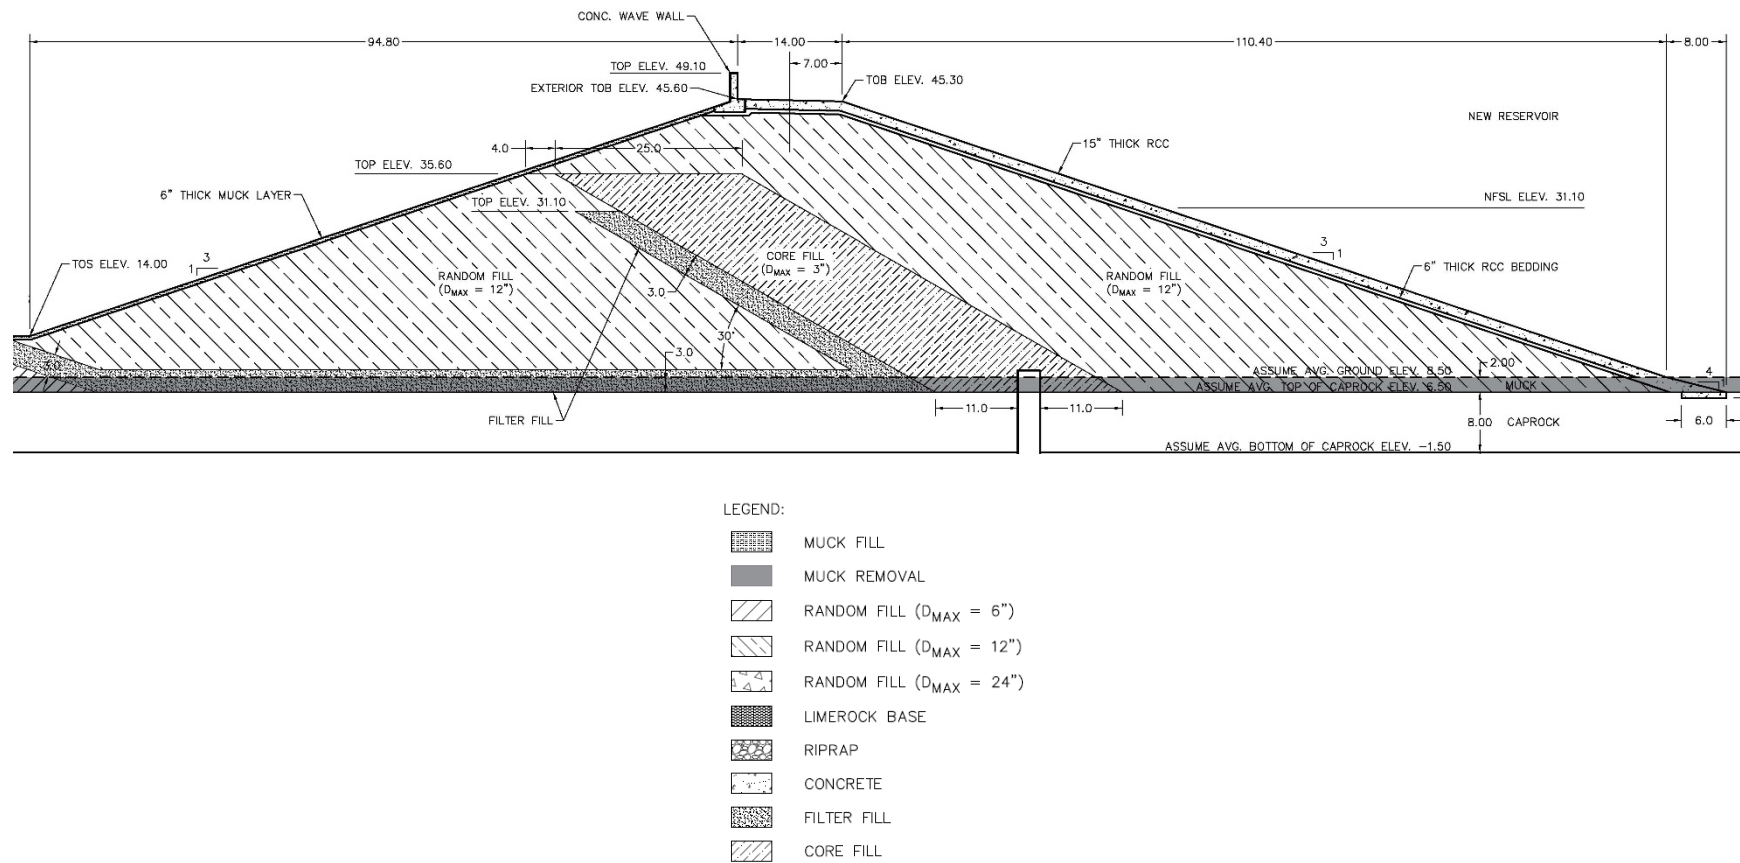 CONC. WAVE WALL
94.80
14.00
110.40
8.00
7.00
TOP ELEV. 49.10
TOB ELEV. 45.30
EXTERIOR TOB ELEV. 45.60
NEW RESERVOIR
15” THICK RCC
4.0
25.0
TOP ELEV. 35.60
6” THICK MUCK LAYER
TOP ELEV. 31.10
NFSL ELEV. 31.10
3
1
CORE FILL
(DMAX = 3”)
TOS ELEV. 14.00
3
1
RANDOM FILL
(DMAX = 12”)
RANDOM FILL
(DMAX = 12”)
6” THICK RCC BEDDING
3.0
30'
3.0
3.0
2.00
ASSUME AVG. GROUND ELEV. 8.50
4
1
ASSUME AVG. TOP OF CAPROCK ELEV. 6.50
MUCK
11.0
11.0
FILTER FILL
8.00
CAPROCK
6.0
ASSUME AVG. BOTTOM OF CAPROCK ELEV. −1.50
LEGEND:
MUCK FILL
MUCK REMOVAL
RANDOM FILL (DMAX = 6”)
RANDOM FILL (DMAX = 12”)
RANDOM FILL (DMAX = 24”)
LIMEROCK BASE
RIPRAP
CONCRETE
FILTER FILL
CORE FILL